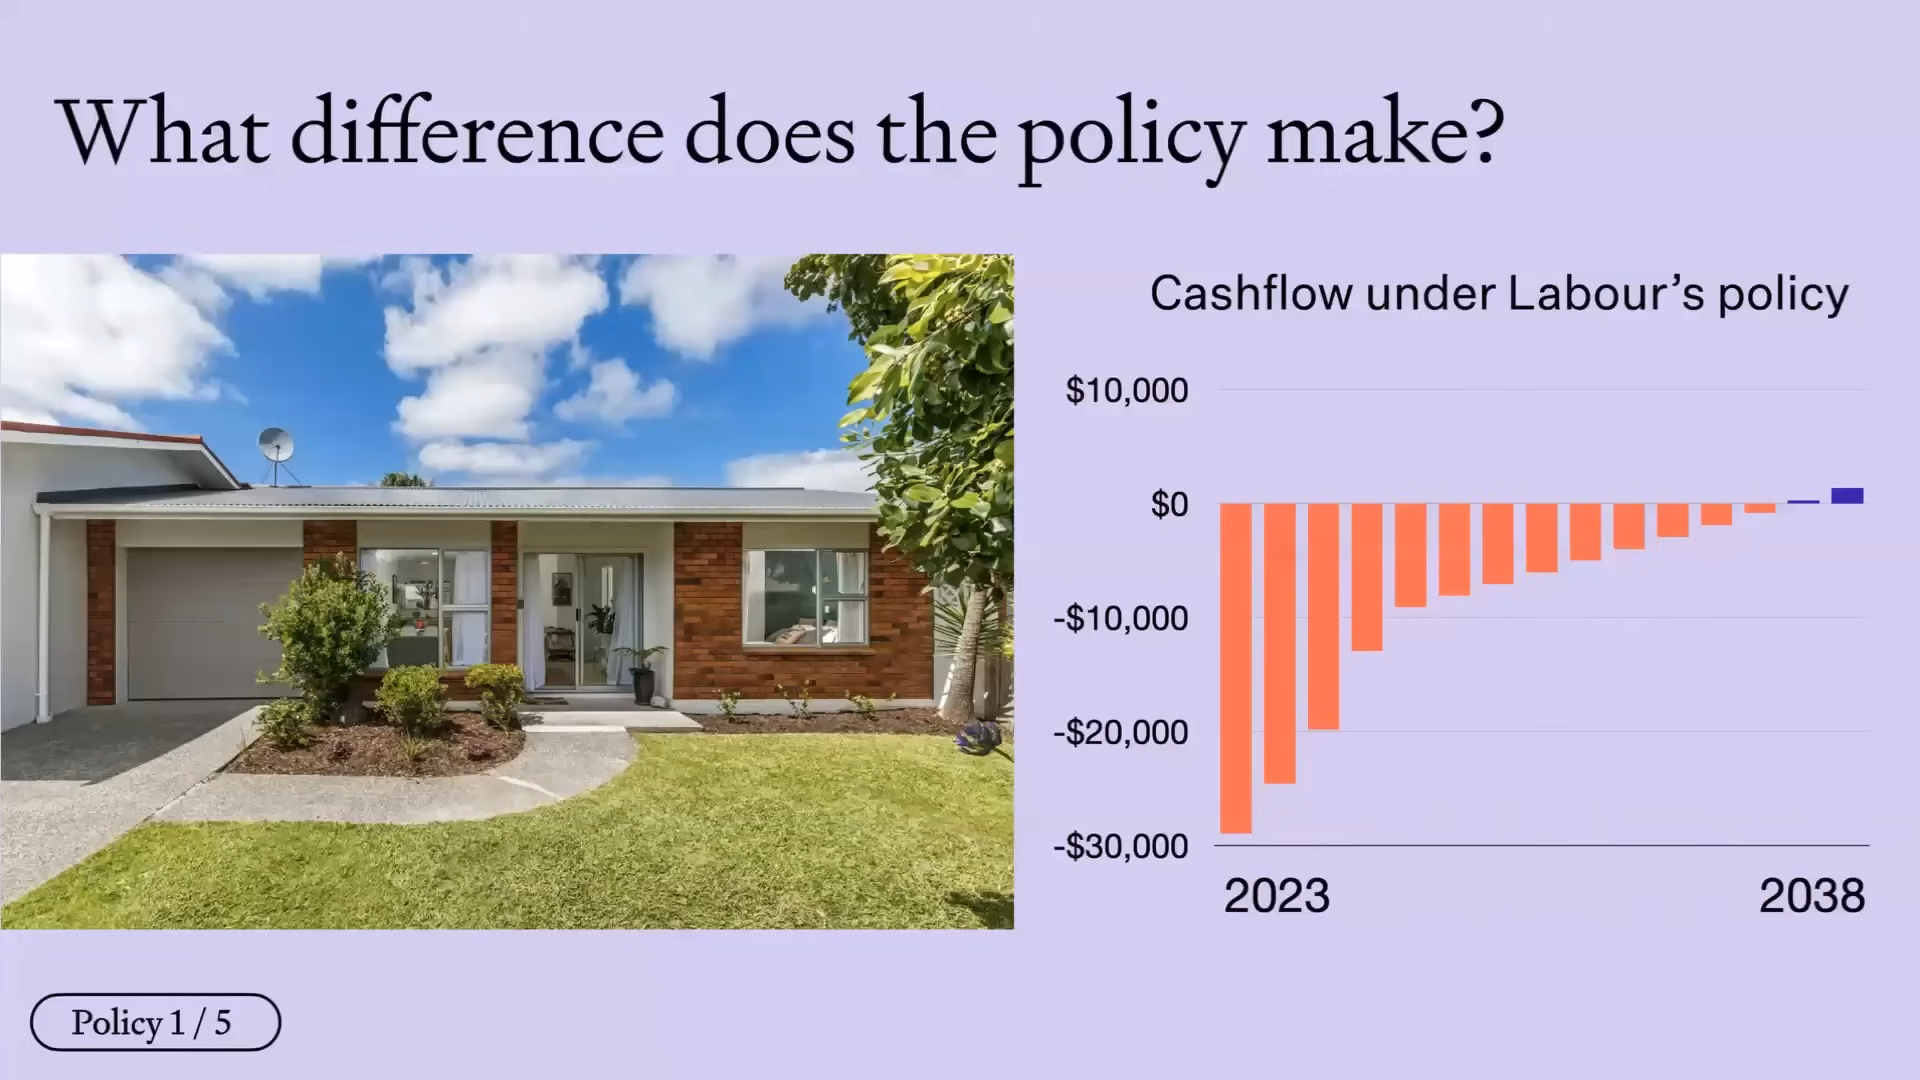 What difference does the policy make?
Cashflow under Labour’s policy
$10,000
$0
-$10,000
-$20,000
-$30,000
2023
2038
Policy 1 / 5